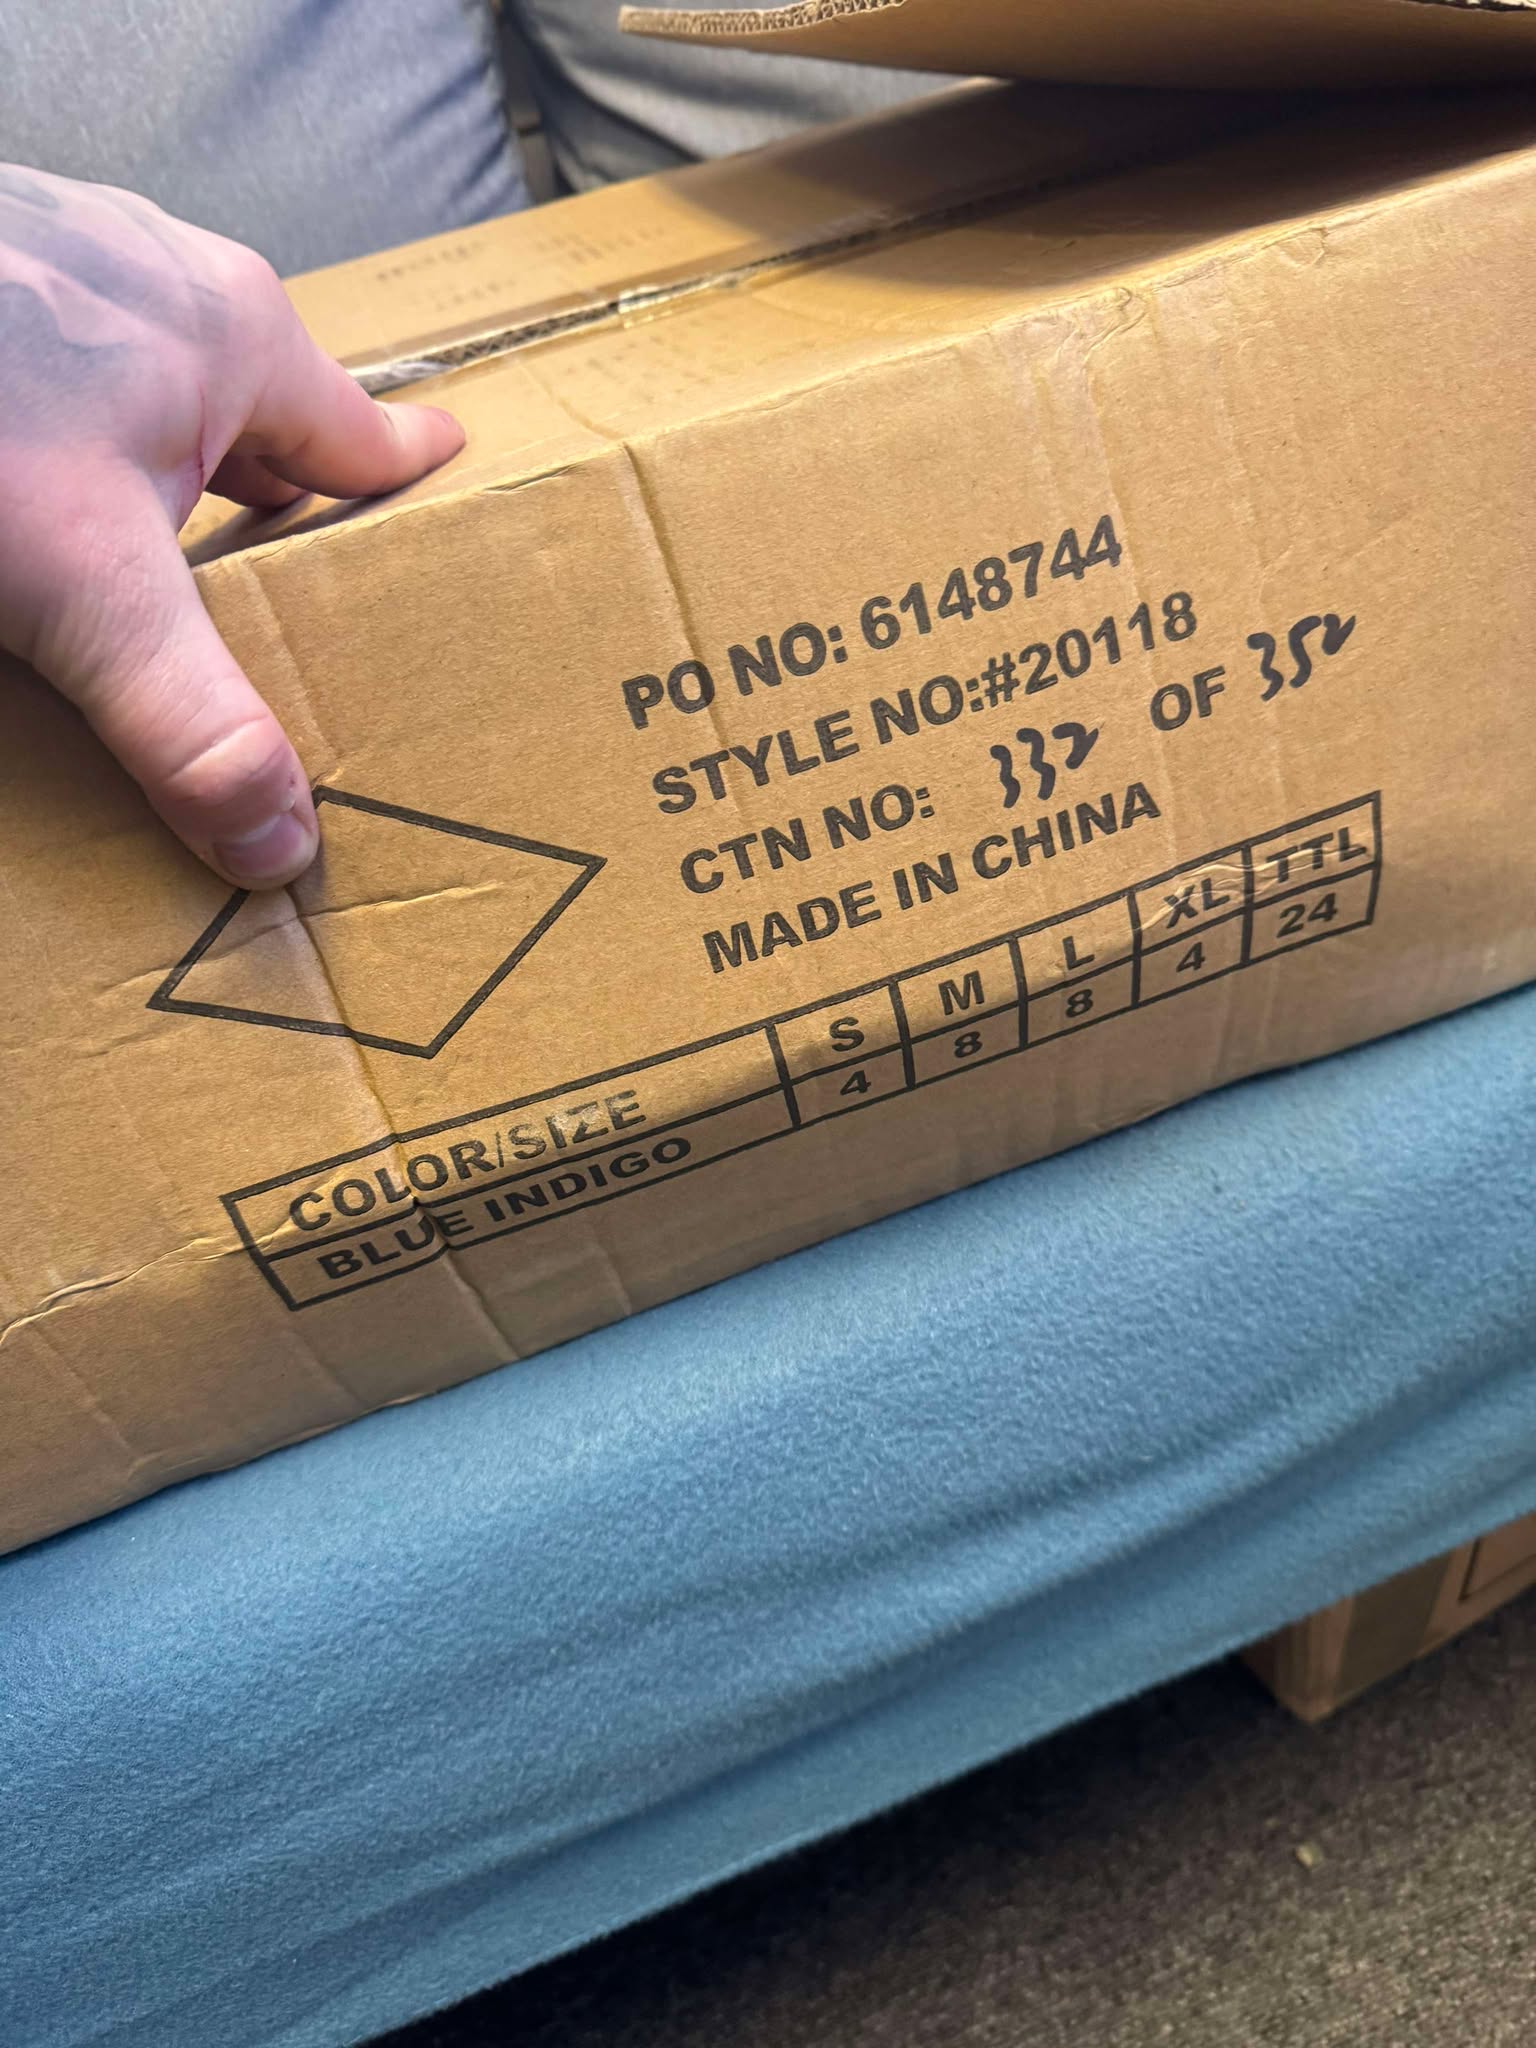 PO NO: 6148744
STYLE NO:#20118
CTN NO: 332 OF 352
MADE IN CHINA
COLOR/SIZE S M L XL TTL
BLUE INDIGO 4 8 8 4 24